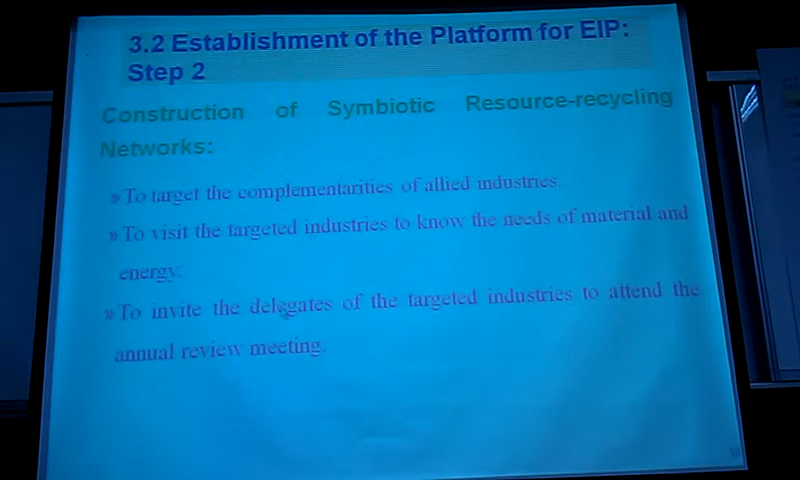 3.2 Establishment of the Platform for EIP:
Step 2
Construction of Symbiotic Resource-recycling
Networks:
» To target the complementarities of allied industries.
» To visit the targeted industries to know the needs of material and
energy.
» To invite the delegates of the targeted industries to attend the
annual review meeting.